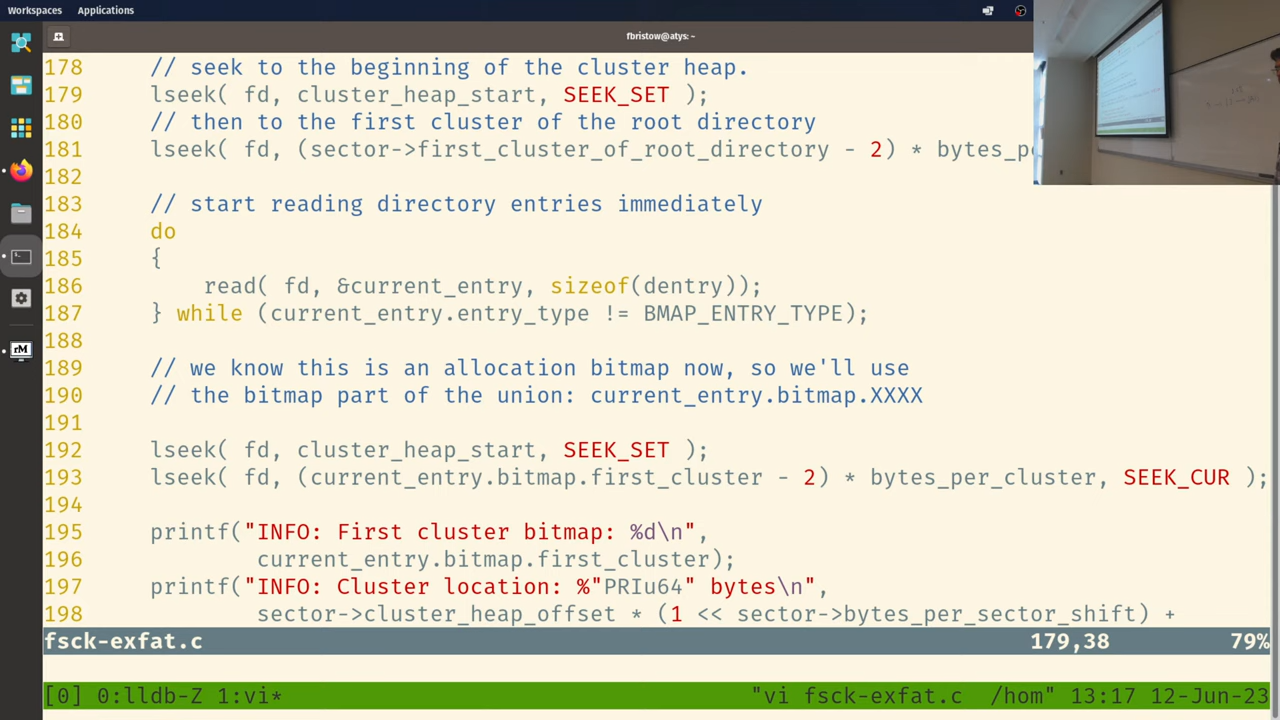 Workspaces Applications
fbristow@atys: ~
178 // seek to the beginning of the cluster heap.
179 lseek( fd, cluster_heap_start, SEEK_SET );
180 // then to the first cluster of the root directory
181 lseek( fd, (sector->first_cluster_of_root_directory - 2) * bytes_pe
182
183 // start reading directory entries immediately
184 do
185 {
186 read( fd, &current_entry, sizeof(dentry));
187 } while (current_entry.entry_type != BMAP_ENTRY_TYPE);
188
189 // we know this is an allocation bitmap now, so we'll use
190 // the bitmap part of the union: current_entry.bitmap.XXXX
191
192 lseek( fd, cluster_heap_start, SEEK_SET );
193 lseek( fd, (current_entry.bitmap.first_cluster - 2) * bytes_per_cluster, SEEK_CUR );
194
195 printf("INFO: First cluster bitmap: %d\n",
196 current_entry.bitmap.first_cluster);
197 printf("INFO: Cluster location: %"PRIu64" bytes\n",
198 sector->cluster_heap_offset * (1 << sector->bytes_per_sector_shift) +
fsck-exfat.c 179,38 79%
[0] 0:lldb-Z 1:vi* "vi fsck-exfat.c /hom" 13:17 12-Jun-23
rM